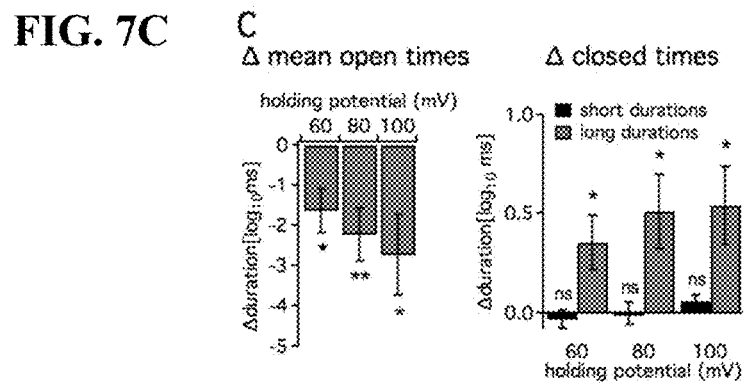 FIG. 7C
C
Δ mean open times
holding potential (mV)
60 80 100
0
-1
-2
-3
-4
-5
Δduration[log10 ms]
* ** *
Δ closed times
short durations
long durations
1.0
0.5
0.0
Δduration[log10 ms]
* * *
ns ns ns
60 80 100
holding potential (mV)